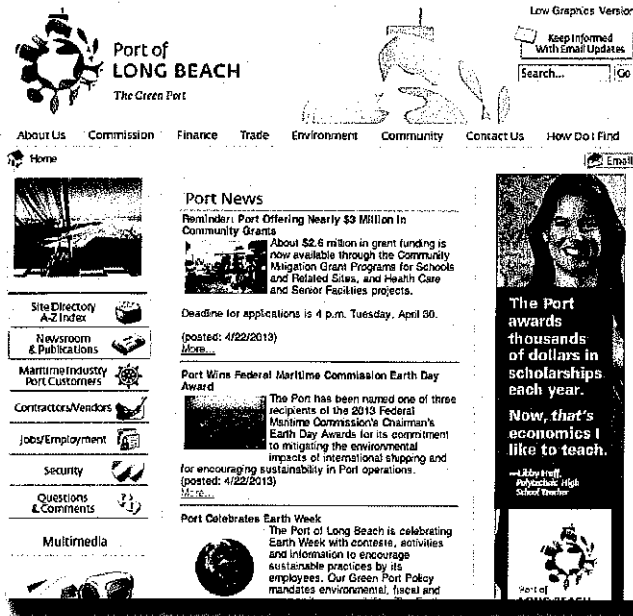 Low Graphics Version
Port of
LONG BEACH
The Green Port
Keep Informed
With Email Updates
Search... Go
About Us Commission Finance Trade Environment Community Contact Us How Do I Find
Home
Email
Port News
Reminder: Port Offering Nearly $3 Million in
Community Grants
About $2.6 million in grant funding is
now available through the Community
Mitigation Grant Programs for Schools
and Related Sites, and Health Care
and Senior Facilities projects.
Deadline for applications is 4 p.m. Tuesday, April 30.
(posted: 4/22/2013)
More...
Port Wins Federal Maritime Commission Earth Day
Award
The Port has been named one of three
recipients of the 2013 Federal
Maritime Commission's Chairman's
Earth Day Awards for its commitment
to mitigating the environmental
impacts of international shipping and
for encouraging sustainability in Port operations.
(posted: 4/22/2013)
More...
Port Celebrates Earth Week
The Port of Long Beach is celebrating
Earth Week with contests, activities
and information to encourage
sustainable practices by its
employees. Our Green Port Policy
mandates environmental, fiscal and
Site Directory
A-Z Index
Newsroom
& Publications
Maritime Industry
Port Customers
Contractors/Vendors
Jobs/Employment
Security
Questions
& Comments
Multimedia
The Port
awards
thousands
of dollars in
scholarships
each year.
Now, that's
economics I
like to teach.
—Libby Huff,
Polytechnic High
School Teacher
Port of
LONG BEACH